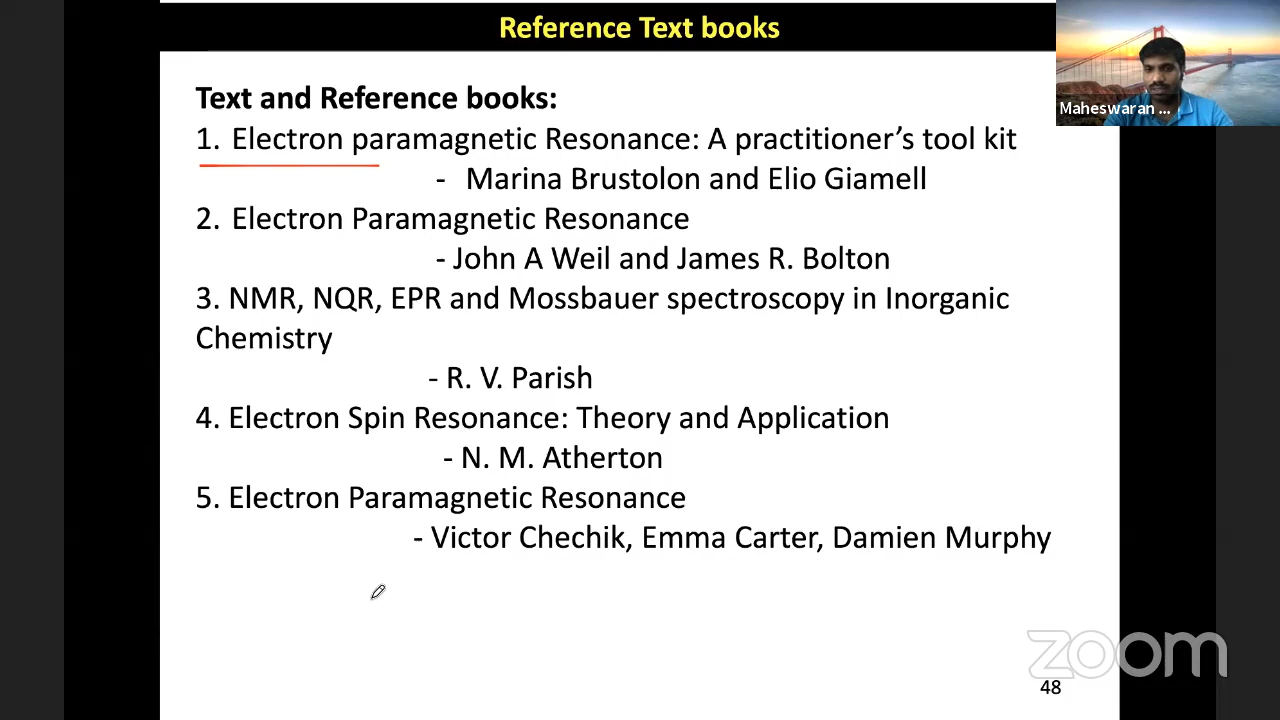 Reference Text books
Maheswaran ...
Text and Reference books:
1. Electron paramagnetic Resonance: A practitioner’s tool kit
- Marina Brustolon and Elio Giamell
2. Electron Paramagnetic Resonance
- John A Weil and James R. Bolton
3. NMR, NQR, EPR and Mossbauer spectroscopy in Inorganic
Chemistry
- R. V. Parish
4. Electron Spin Resonance: Theory and Application
- N. M. Atherton
5. Electron Paramagnetic Resonance
- Victor Chechik, Emma Carter, Damien Murphy
zoom
48